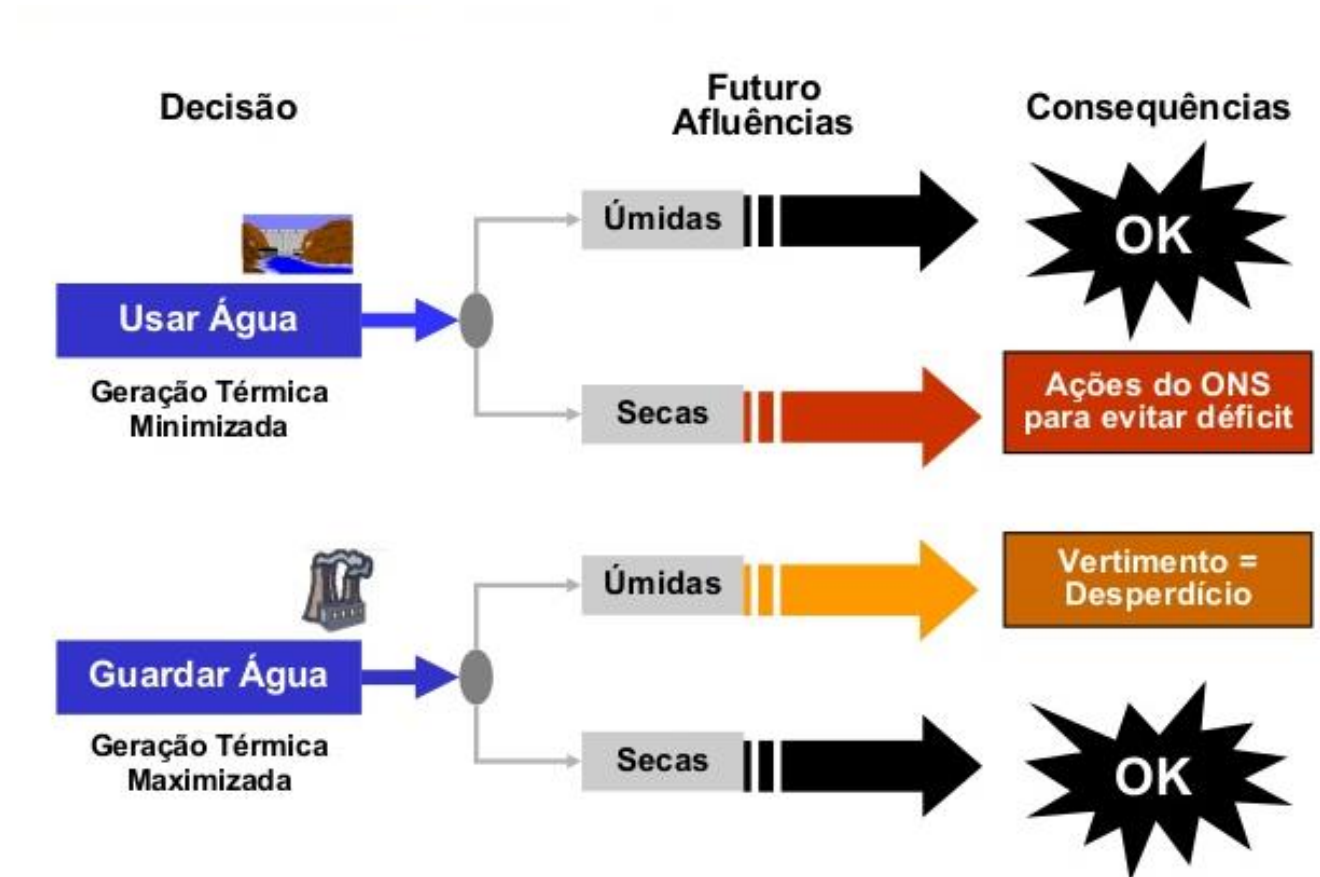 Decisão
Futuro
Afluências
Consequências
Úmidas
OK
Usar Água
Geração Térmica
Minimizada
Secas
Ações do ONS
para evitar déficit
Úmidas
Vertimento =
Desperdício
Guardar Água
Geração Térmica
Maximizada
Secas
OK